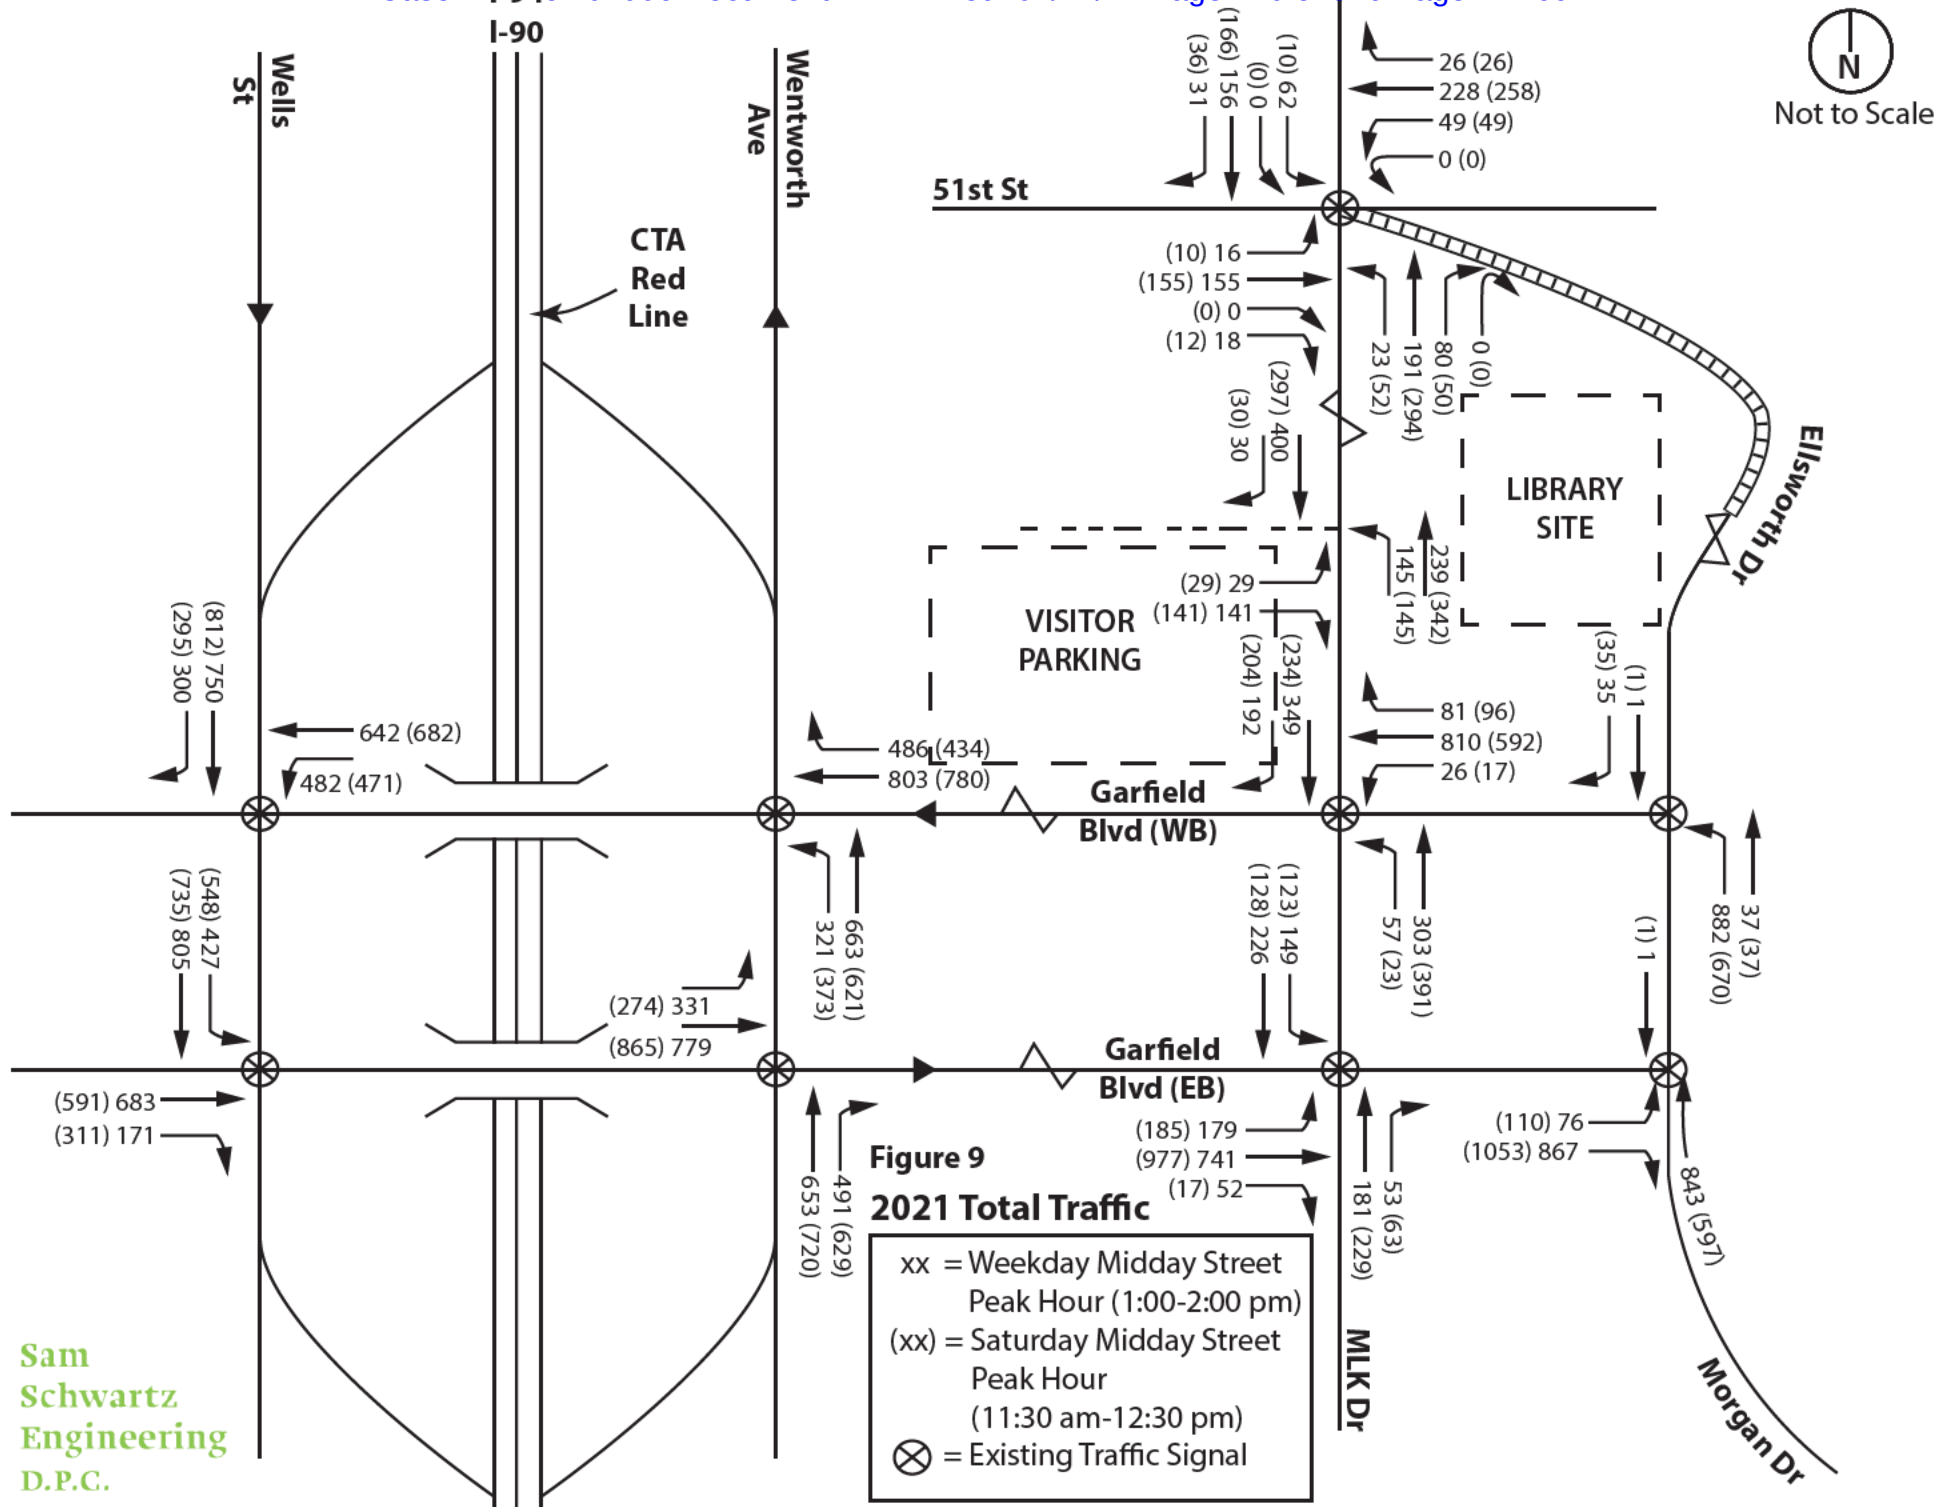 I-90
Wells
St
Wentworth
Ave
(36) 31
(166) 156
(0) 0
(10) 62
26 (26)
228 (258)
49 (49)
0 (0)
N
Not to Scale
51st St
CTA
Red
Line
(10) 16
(155) 155
(0) 0
(12) 18
23 (52)
191 (294)
80 (50)
0 (0)
(30) 30
(297) 400
LIBRARY
SITE
Ellsworth Dr
VISITOR
PARKING
(29) 29
(141) 141
145 (145)
239 (342)
(295) 300
(812) 750
642 (682)
482 (471)
486 (434)
803 (780)
(204) 192
(234) 349
81 (96)
810 (592)
26 (17)
(35) 35
(1) 1
Garfield
Blvd (WB)
(735) 805
(548) 427
321 (373)
663 (621)
(128) 226
(123) 149
57 (23)
303 (391)
(1) 1
882 (670)
37 (37)
(274) 331
(865) 779
Garfield
Blvd (EB)
(591) 683
(311) 171
653 (720)
491 (629)
(185) 179
(977) 741
(17) 52
181 (229)
53 (63)
(110) 76
(1053) 867
843 (597)
Figure 9
2021 Total Traffic
xx = Weekday Midday Street
Peak Hour (1:00-2:00 pm)
(xx) = Saturday Midday Street
Peak Hour
(11:30 am-12:30 pm)
= Existing Traffic Signal
MLK Dr
Morgan Dr
Sam
Schwartz
Engineering
D.P.C.